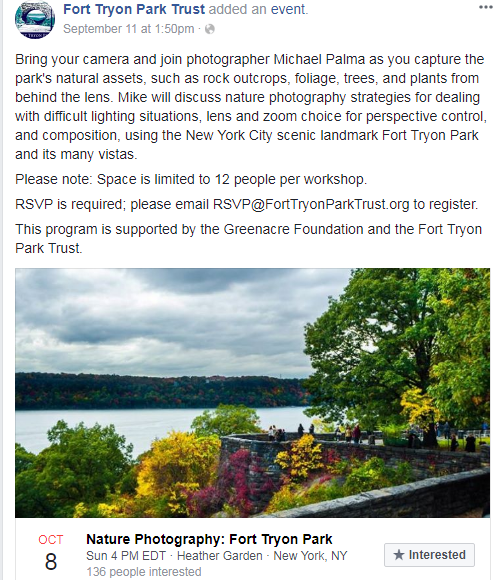 Fort Tryon Park Trust added an event.
September 11 at 1:50pm ·
Bring your camera and join photographer Michael Palma as you capture the
park's natural assets, such as rock outcrops, foliage, trees, and plants from
behind the lens. Mike will discuss nature photography strategies for dealing
with difficult lighting situations, lens and zoom choice for perspective control,
and composition, using the New York City scenic landmark Fort Tryon Park
and its many vistas.
Please note: Space is limited to 12 people per workshop.
RSVP is required; please email RSVP@FortTryonParkTrust.org to register.
This program is supported by the Greenacre Foundation and the Fort Tryon
Park Trust.
OCT
8
Nature Photography: Fort Tryon Park
Sun 4 PM EDT · Heather Garden · New York, NY
136 people interested
★ Interested